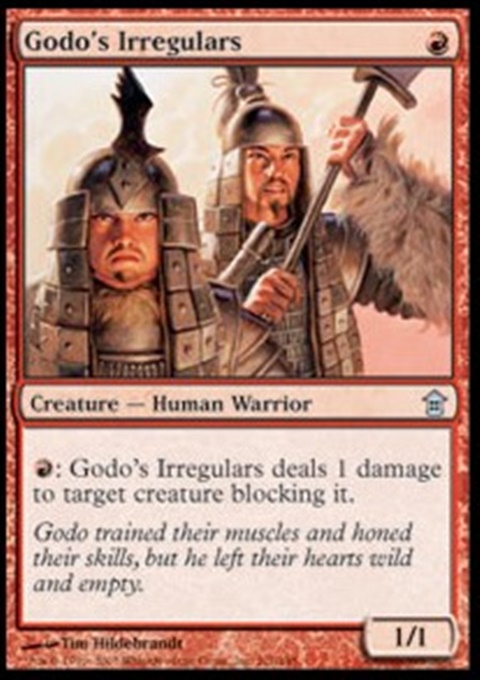 Godo's Irregulars
Creature — Human Warrior
: Godo's Irregulars deals 1 damage
to target creature blocking it.
Godo trained their muscles and honed
their skills, but he left their hearts wild
and empty.
Tim Hildebrandt
1/1